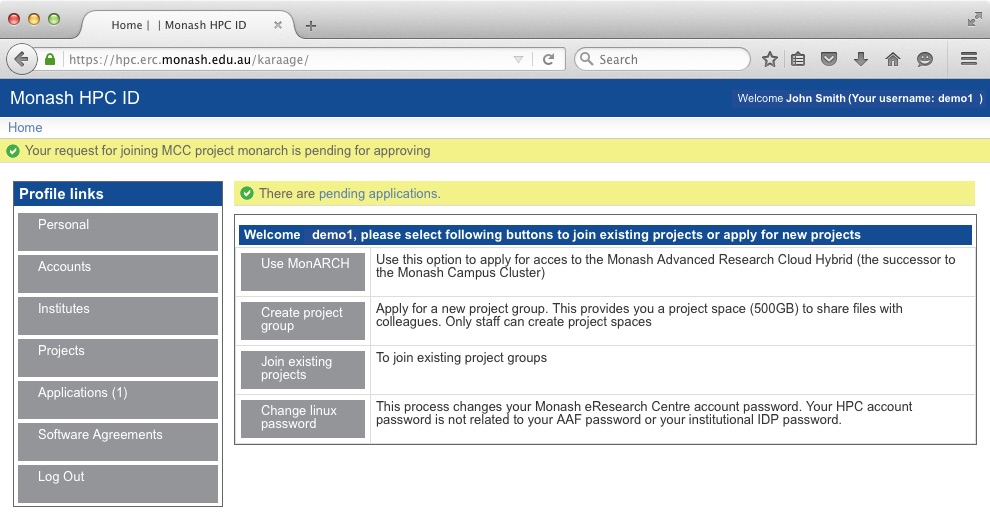 Home | | Monash HPC ID
https://hpc.erc.monash.edu.au/karaage/
Search
Monash HPC ID
Welcome John Smith (Your username: demo1 )
Home
Your request for joining MCC project monarch is pending for approving
Profile links
Personal
Accounts
Institutes
Projects
Applications (1)
Software Agreements
Log Out
There are pending applications.
Welcome demo1, please select following buttons to join existing projects or apply for new projects
Use MonARCH
Use this option to apply for acces to the Monash Advanced Research Cloud Hybrid (the successor to
the Monash Campus Cluster)
Create project
group
Apply for a new project group. This provides you a project space (500GB) to share files with
colleagues. Only staff can create project spaces
Join existing
projects
To join existing project groups
Change linux
password
This process changes your Monash eResearch Centre account password. Your HPC account
password is not related to your AAF password or your institutional IDP password.